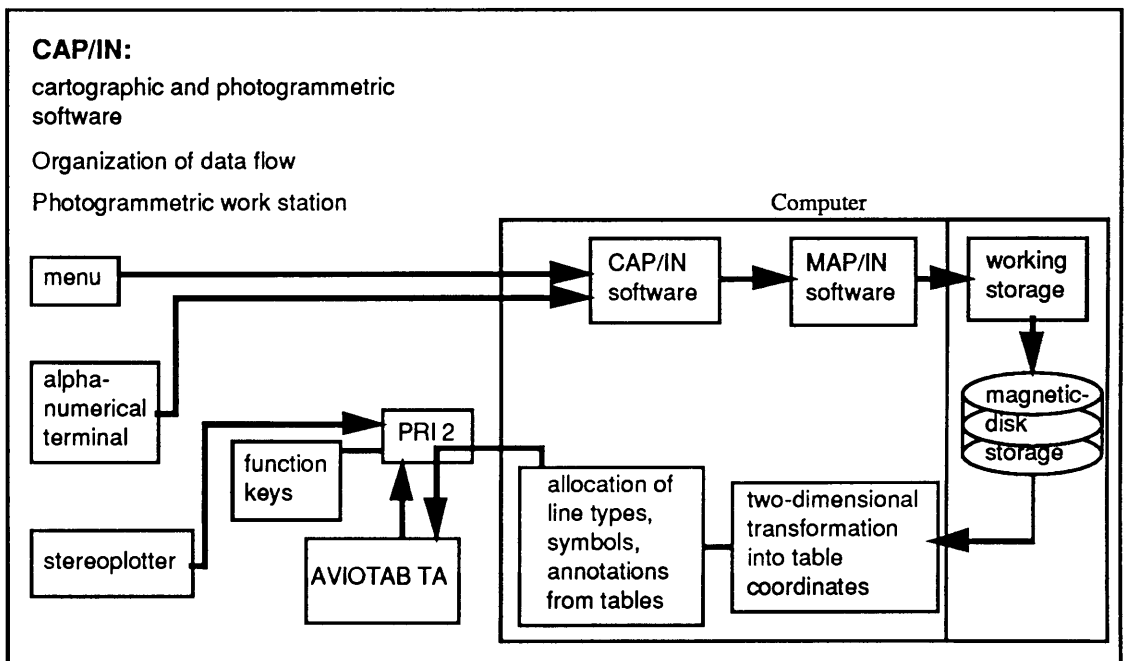 CAP/IN:
cartographic and photogrammetric
software
Organization of data flow
Photogrammetric work station
Computer
menu
CAP/IN
software
MAP/IN
software
working
storage
alpha-
numerical
terminal
magnetic-
disk
storage
PRI 2
function
keys
stereoplotter
AVIOTAB TA
allocation of
line types,
symbols,
annotations
from tables
two-dimensional
transformation
into table
coordinates